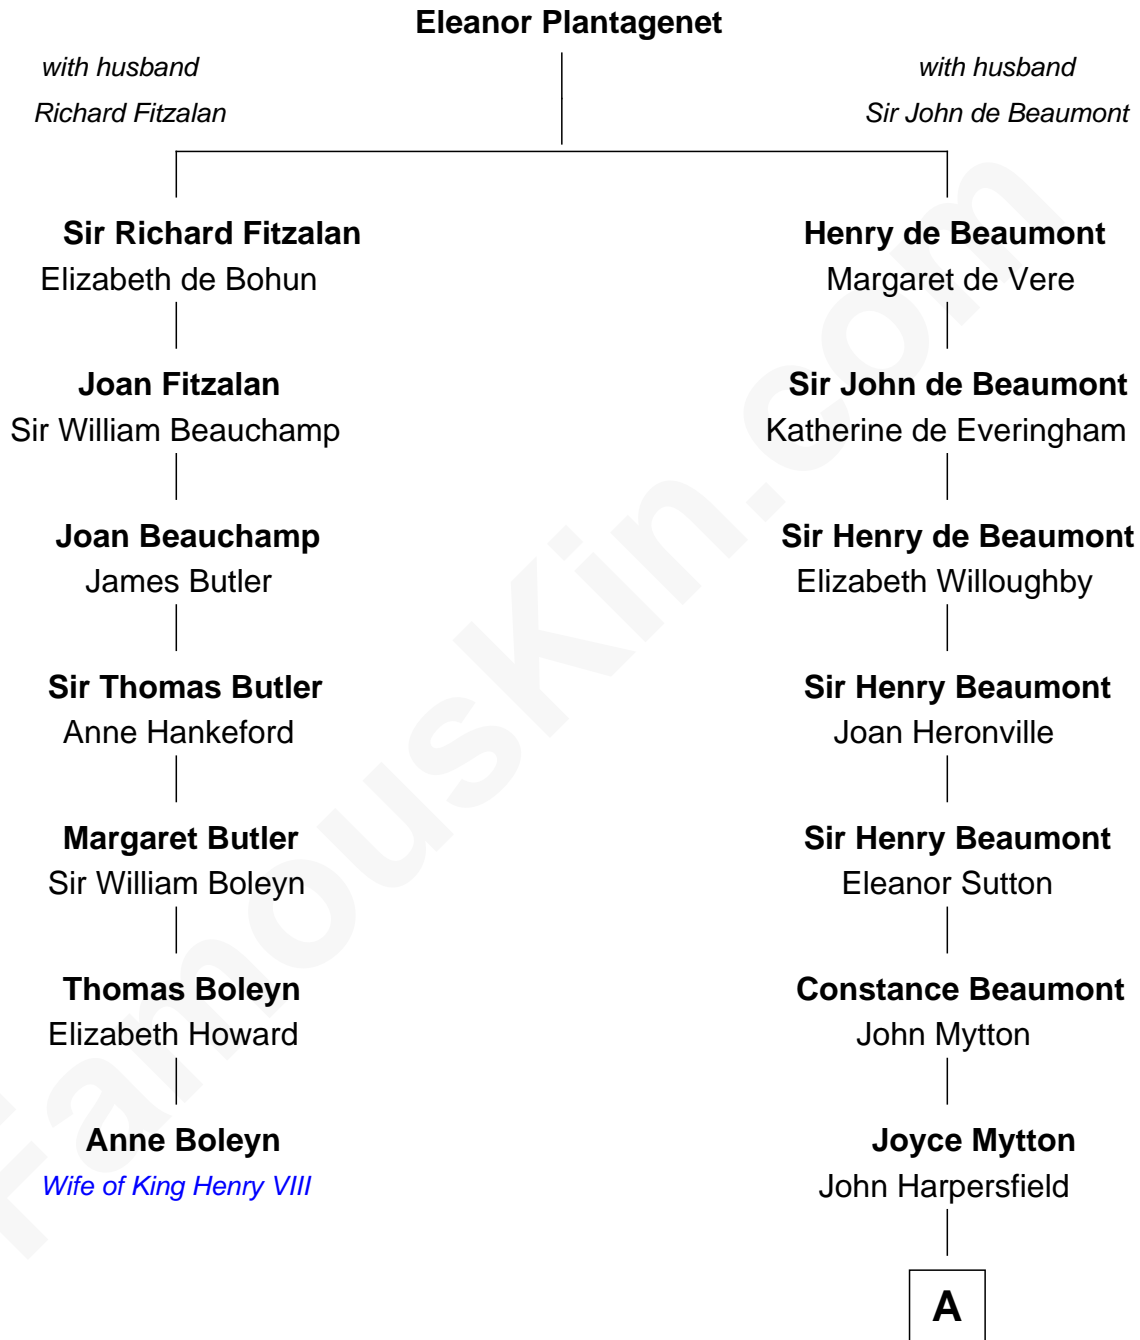 Eleanor Plantagenet
with husband
Richard Fitzalan
with husband
Sir John de Beaumont
Sir Richard Fitzalan
Elizabeth de Bohun
Henry de Beaumont
Margaret de Vere
Joan Fitzalan
Sir William Beauchamp
Sir John de Beaumont
Katherine de Everingham
Joan Beauchamp
James Butler
Sir Henry de Beaumont
Elizabeth Willoughby
Sir Thomas Butler
Anne Hankeford
Sir Henry Beaumont
Joan Heronville
Margaret Butler
Sir William Boleyn
Sir Henry Beaumont
Eleanor Sutton
Thomas Boleyn
Elizabeth Howard
Constance Beaumont
John Mytton
Anne Boleyn
Wife of King Henry VIII
Joyce Mytton
John Harpersfield
A
FamousKin.com